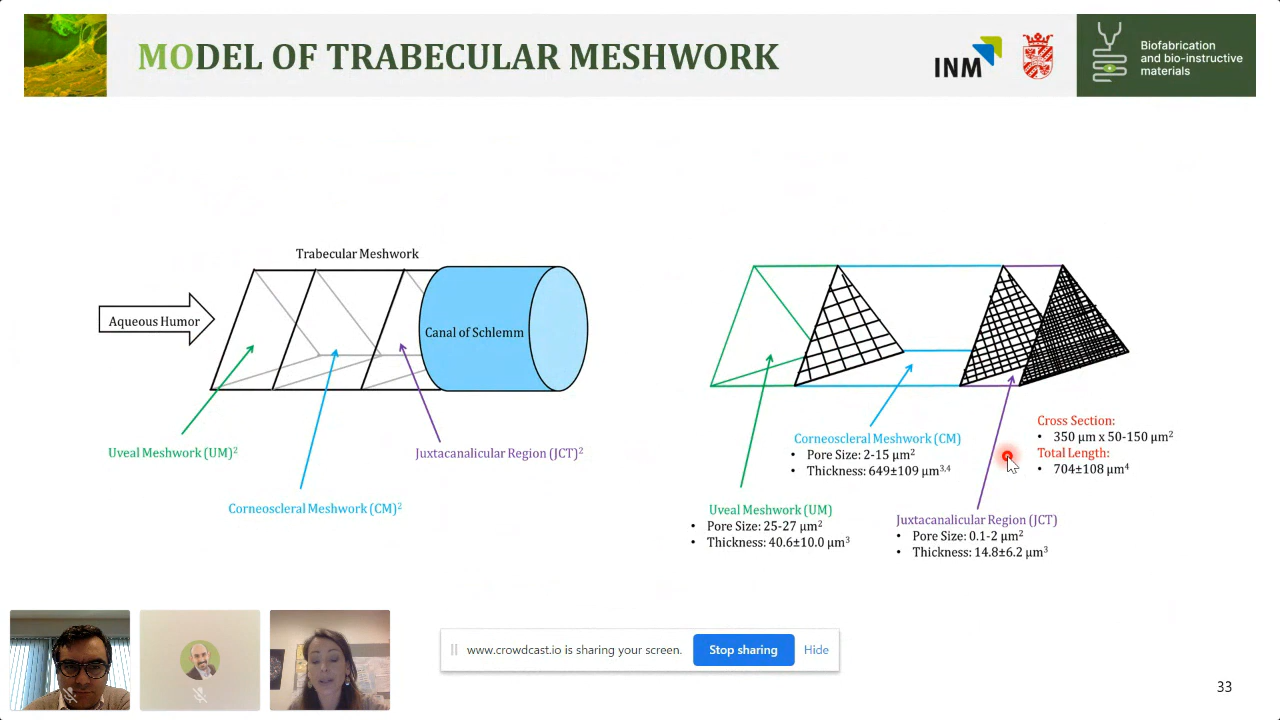 MODEL OF TRABECULAR MESHWORK
INM
Biofabrication
and bio-instructive
materials
Trabecular Meshwork
Aqueous Humor
Canal of Schlemm
Uveal Meshwork (UM)²
Juxtacanalicular Region (JCT)²
Corneoscleral Meshwork (CM)²
Cross Section:
• 350 µm x 50-150 µm²
Total Length:
• 704±108 µm⁴
Corneoscleral Meshwork (CM)
• Pore Size: 2-15 µm²
• Thickness: 649±109 µm³,⁴
Uveal Meshwork (UM)
• Pore Size: 25-27 µm²
• Thickness: 40.6±10.0 µm³
Juxtacanalicular Region (JCT)
• Pore Size: 0.1-2 µm²
• Thickness: 14.8±6.2 µm³
www.crowdcast.io is sharing your screen.
Stop sharing
Hide
33